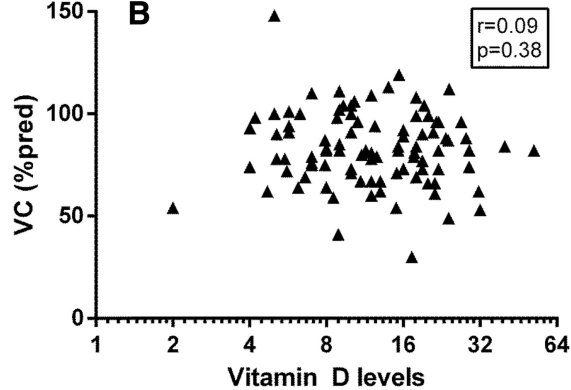 B
r=0.09
p=0.38
150
100
50
0
VC (%pred)
1 2 4 8 16 32 64
Vitamin D levels